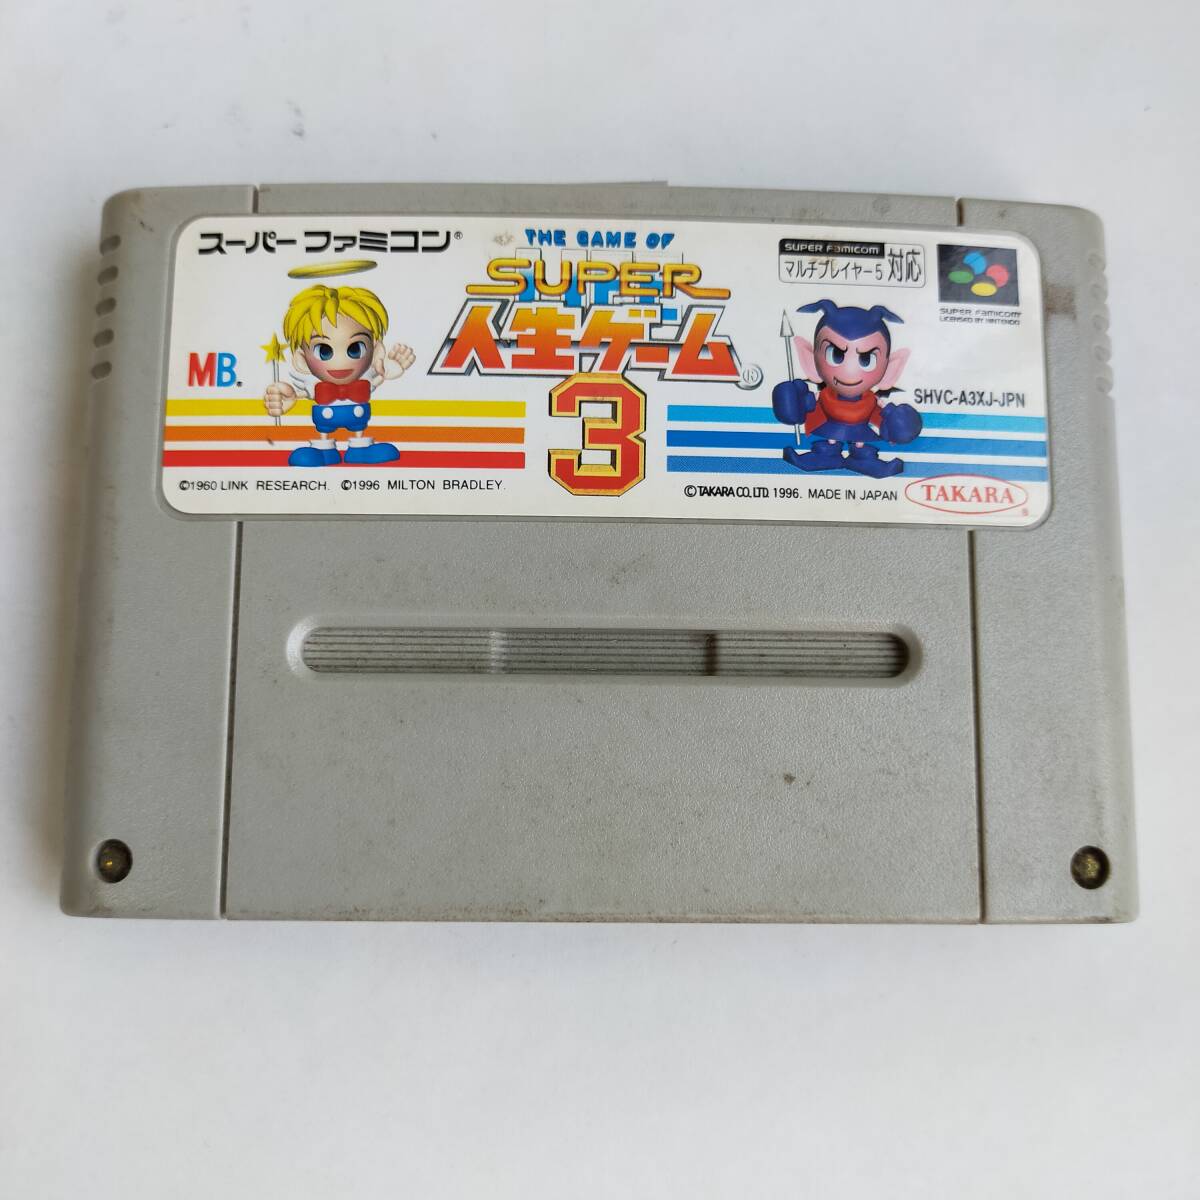 スーパーファミコン®
THE GAME OF
SUPER
人生ゲーム®
3
SUPER FAMICOM
マルチプレイヤー5 対応
SUPER FAMICOM
LICENSED BY NINTENDO
MB.
SHVC-A3XJ-JPN
©1960 LINK RESEARCH. ©1996 MILTON BRADLEY.
©TAKARA CO.LTD. 1996. MADE IN JAPAN
TAKARA®